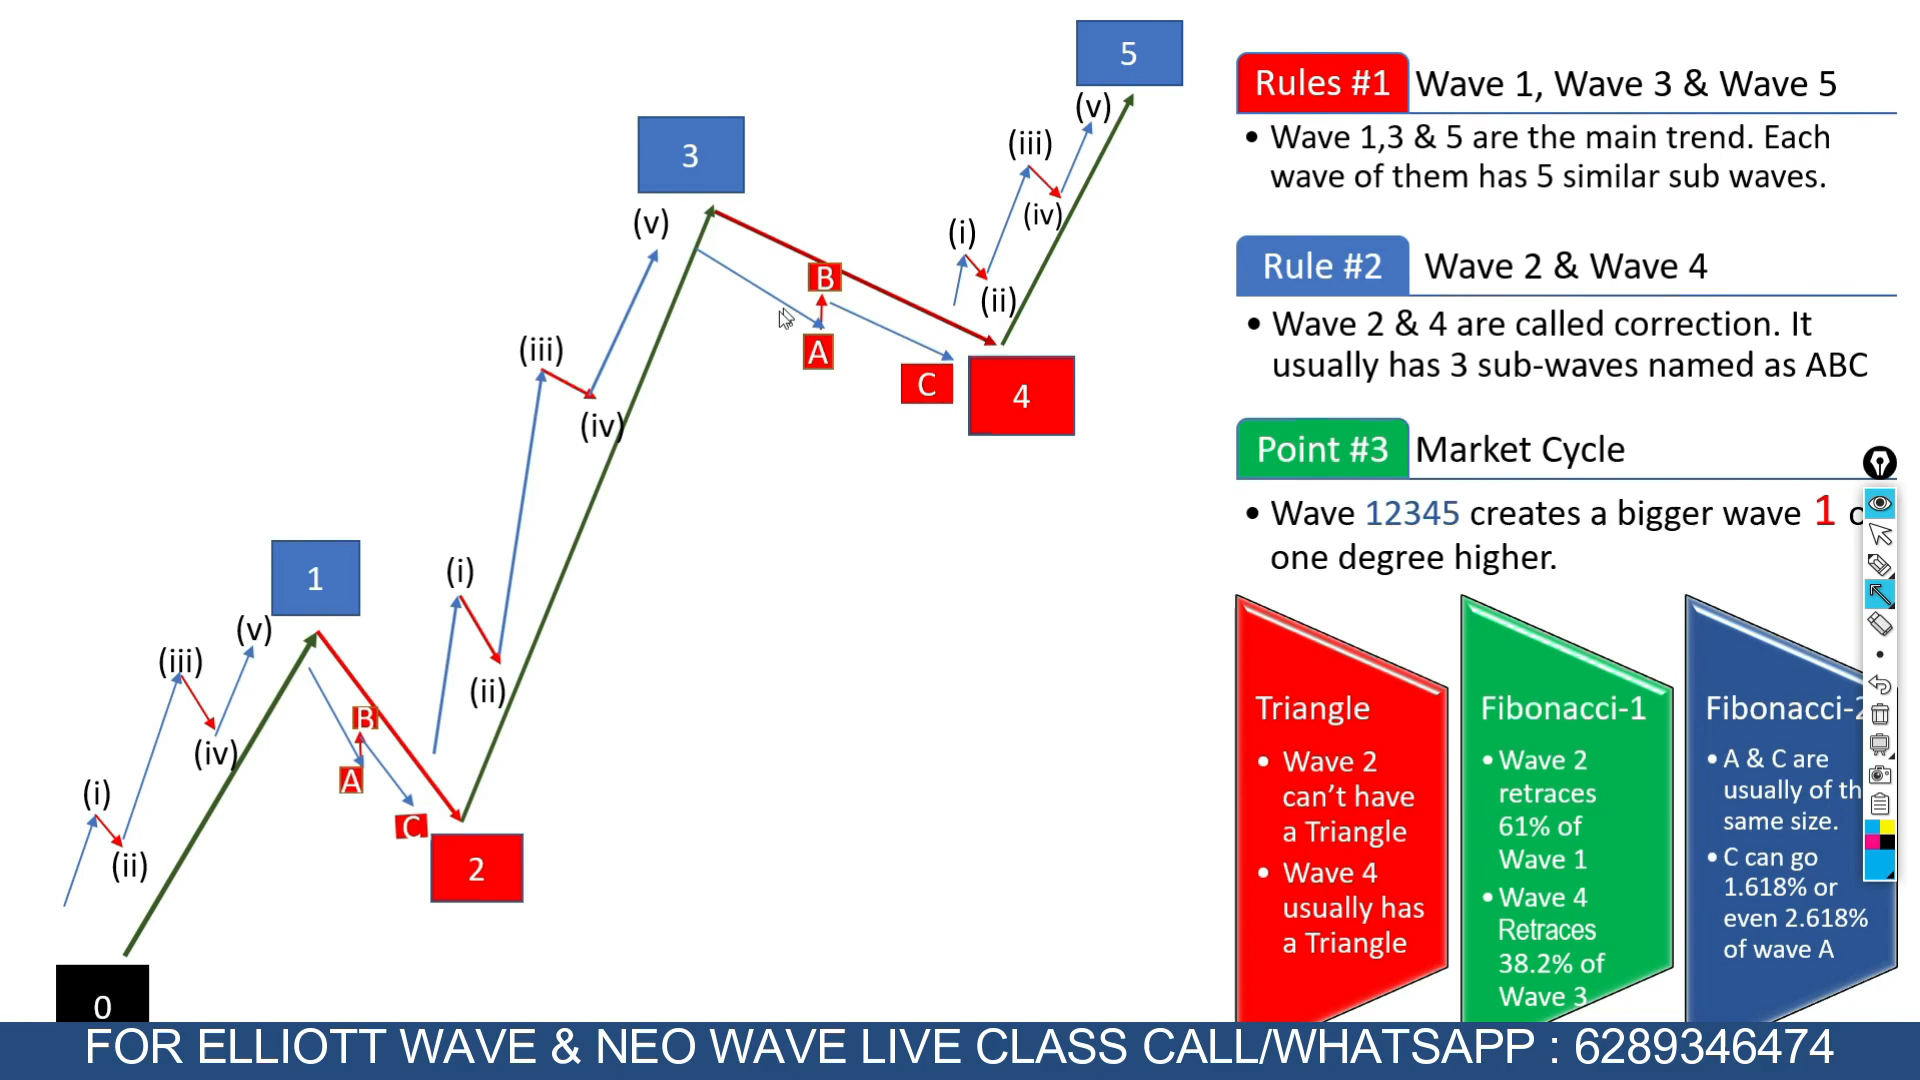 5
(v)
(iii)
3
(iv)
(v)
(i)
B
(ii)
A
(iii)
C
4
(iv)
1
(i)
(v)
(iii)
(ii)
B
(iv)
A
(i)
C
(ii)
2
0
Rules #1 Wave 1, Wave 3 & Wave 5
• Wave 1,3 & 5 are the main trend. Each
wave of them has 5 similar sub waves.
Rule #2 Wave 2 & Wave 4
• Wave 2 & 4 are called correction. It
usually has 3 sub-waves named as ABC
Point #3 Market Cycle
• Wave 12345 creates a bigger wave 1
one degree higher.
Triangle
• Wave 2
can’t have
a Triangle
• Wave 4
usually has
a Triangle
Fibonacci-1
• Wave 2
retraces
61% of
Wave 1
• Wave 4
Retraces
38.2% of
Wave 3
Fibonacci-2
• A & C are
usually of th
same size.
• C can go
1.618% or
even 2.618%
of wave A
FOR ELLIOTT WAVE & NEO WAVE LIVE CLASS CALL/WHATSAPP : 6289346474